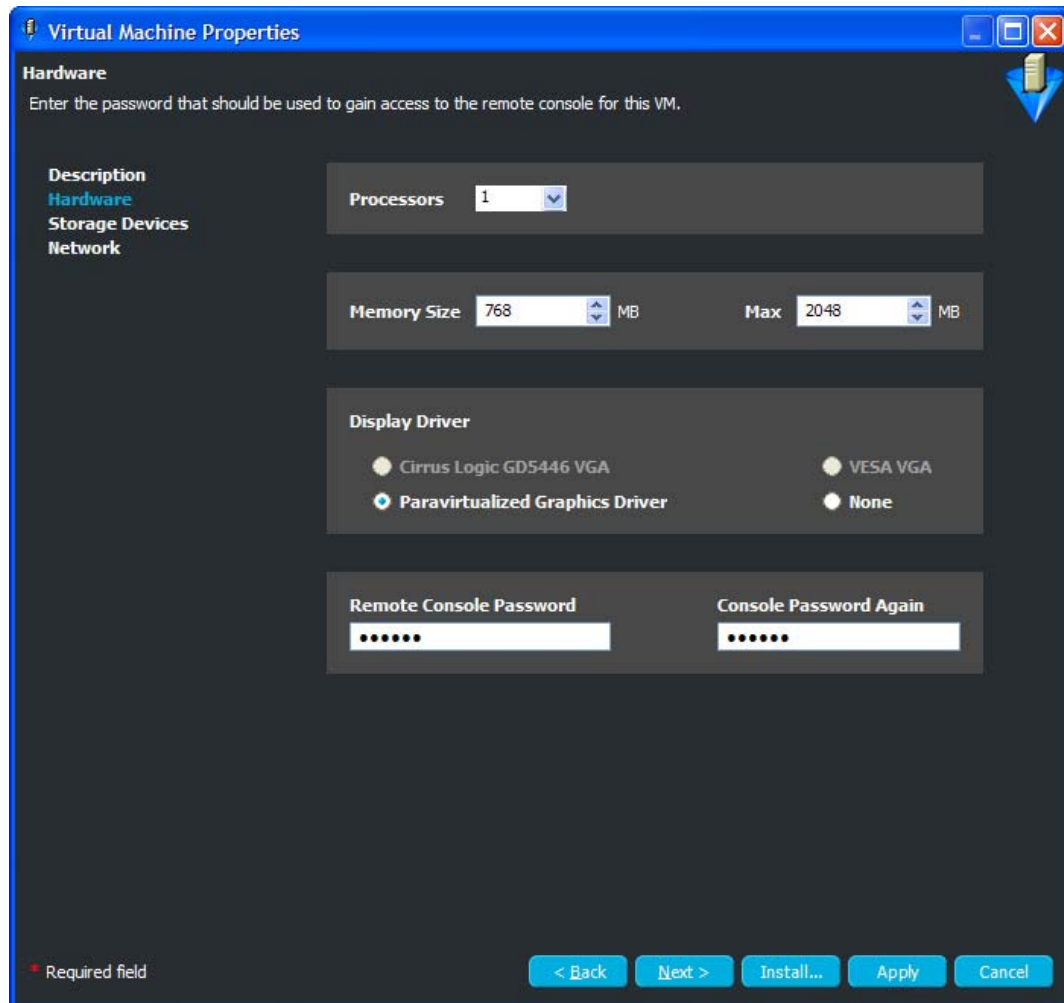 Virtual Machine Properties
Hardware
Enter the password that should be used to gain access to the remote console for this VM.
Description
Hardware
Storage Devices
Network
Processors 1
Memory Size 768 MB Max 2048 MB
Display Driver
Cirrus Logic GD5446 VGA VESA VGA
Paravirtualized Graphics Driver None
Remote Console Password Console Password Again
•••••• ••••••
* Required field < Back Next > Install... Apply Cancel